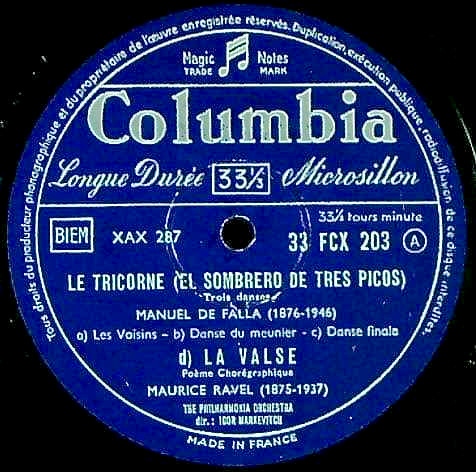 Tous droits du producteur phonographique et du propriétaire de l'œuvre enregistrée réservés. Duplication, exécution publique, radiodiffusion de ce disque interdites.
Magic Notes
TRADE MARK
Columbia
Longue Durée 33⅓ Microsillon
33⅓ tours minute
BIEM XAX 287 33 FCX 203 A
LE TRICORNE (EL SOMBRERO DE TRES PICOS)
Trois danses
MANUEL DE FALLA (1876-1946)
a) Les Voisins - b) Danse du meunier - c) Danse finale
d) LA VALSE
Poème Chorégraphique
MAURICE RAVEL (1875-1937)
THE PHILHARMONIA ORCHESTRA
dir.: IGOR MARKEVITCH
MADE IN FRANCE